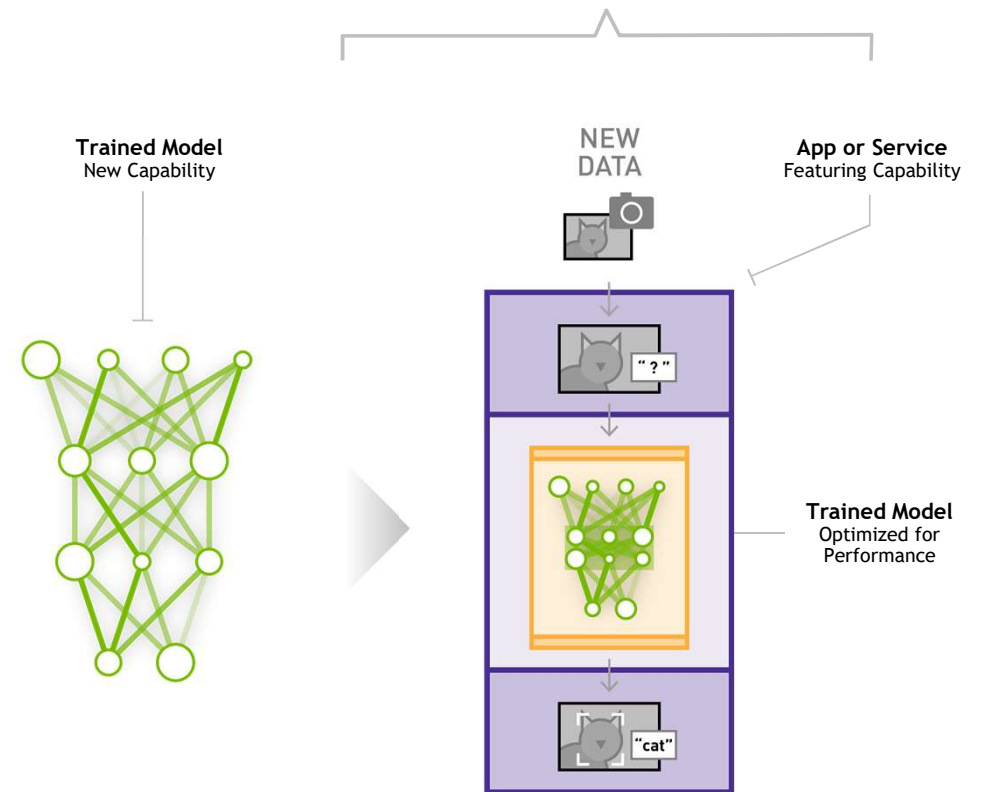 Trained Model
New Capability
NEW
DATA
App or Service
Featuring Capability
" ? "
Trained Model
Optimized for
Performance
"cat"